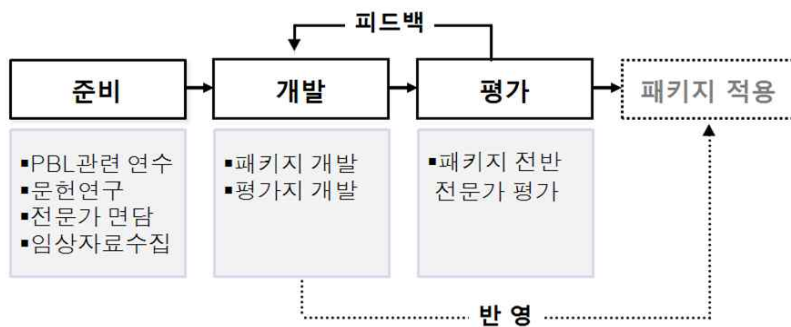 피드백
준비
개발
평가
패키지 적용
▪PBL관련 연수
▪문헌연구
▪전문가 면담
▪임상자료수집
▪패키지 개발
▪평가지 개발
▪패키지 전반
전문가 평가
반 영